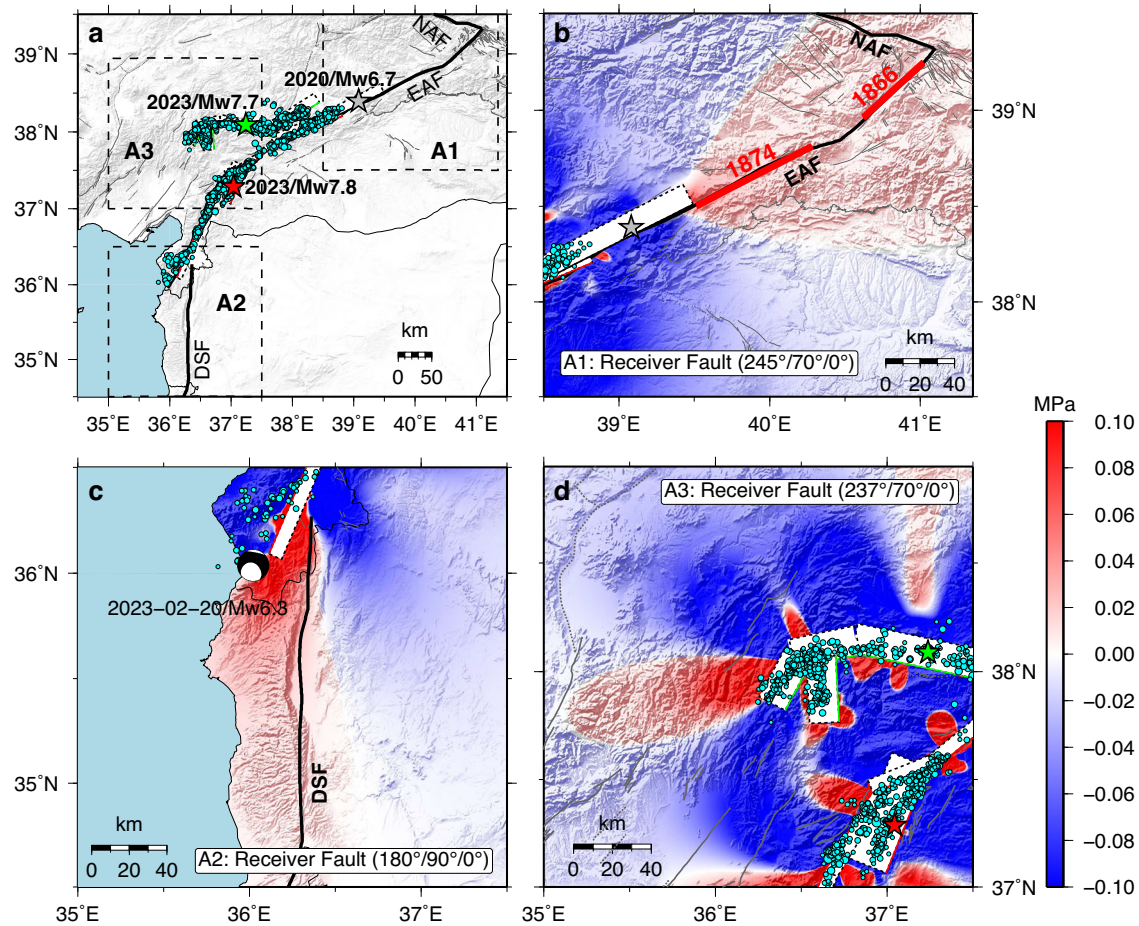 a
39°N
38°N
37°N
36°N
35°N
NAF
2020/Mw6.7
EAF
2023/Mw7.7
A3
A1
2023/Mw7.8
A2
DSF
km
0 50
35°E 36°E 37°E 38°E 39°E 40°E 41°E
b
NAF
1866
39°N
1874
EAF
38°N
km
A1: Receiver Fault (245°/70°/0°)
0 20 40
39°E 40°E 41°E
c
36°N
2023−02−20/Mw6.3
35°N
DSF
km
0 20 40
A2: Receiver Fault (180°/90°/0°)
35°E 36°E 37°E
d
A3: Receiver Fault (237°/70°/0°)
38°N
km
0 20 40
37°N
35°E 36°E 37°E
MPa
0.10
0.08
0.06
0.04
0.02
0.00
−0.02
−0.04
−0.06
−0.08
−0.10